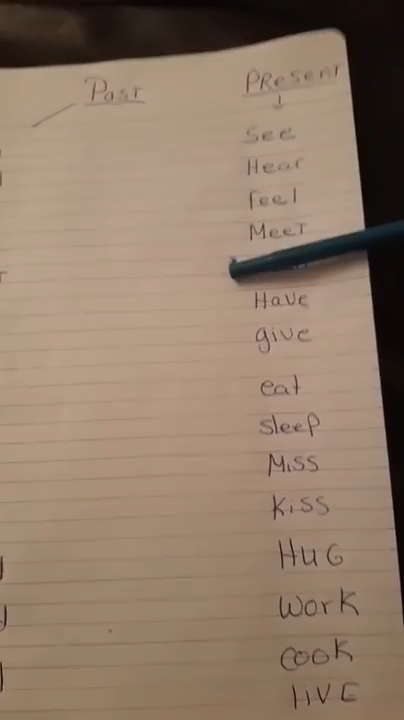 Past PRESENT
See
Hear
Feel
MeeT
Have
give
eat
sleep
Miss
Kiss
HUG
Work
cook
live